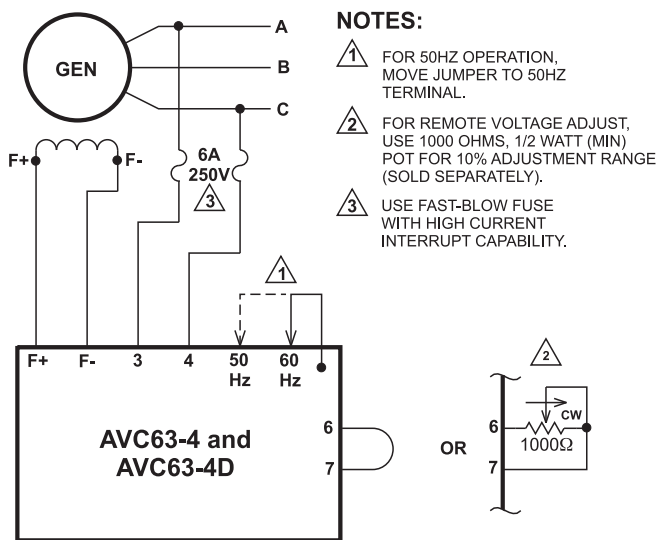 NOTES:
A
GEN
B
C
1
FOR 50HZ OPERATION,
MOVE JUMPER TO 50HZ
TERMINAL.
2
FOR REMOTE VOLTAGE ADJUST,
USE 1000 OHMS, 1/2 WATT (MIN)
POT FOR 10% ADJUSTMENT RANGE
(SOLD SEPARATELY).
3
USE FAST-BLOW FUSE
WITH HIGH CURRENT
INTERRUPT CAPABILITY.
F+
F-
6A
250V
3
1
F+ F- 3 4 50 Hz 60 Hz
AVC63-4 and
AVC63-4D
6
7
OR
2
6
CW
1000Ω
7